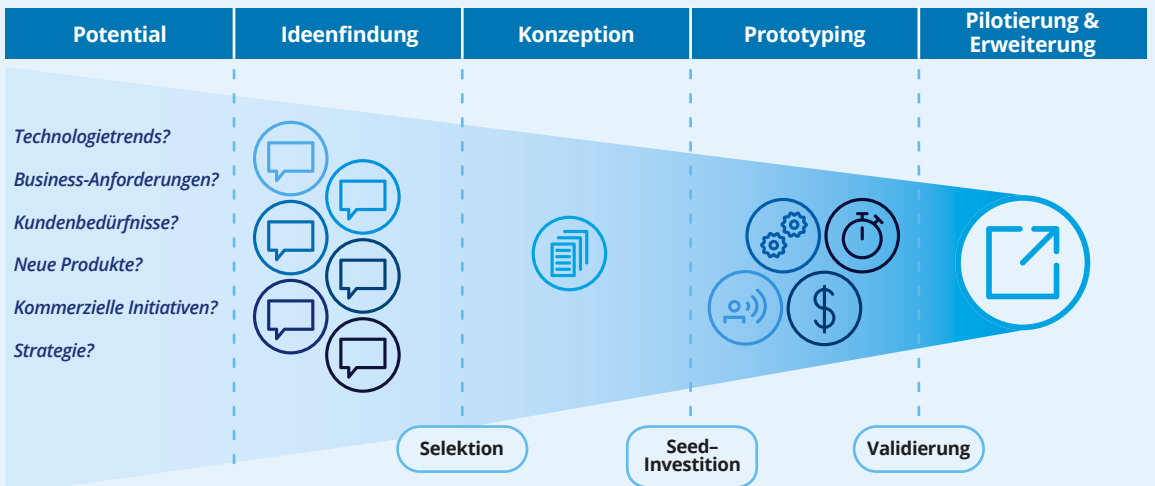 Potential
Ideenfindung
Konzeption
Prototyping
Pilotierung &
Erweiterung
Technologietrends?
Business-Anforderungen?
Kundenbedürfnisse?
Neue Produkte?
Kommerzielle Initiativen?
Strategie?
$
Selektion
Seed–
Investition
Validierung